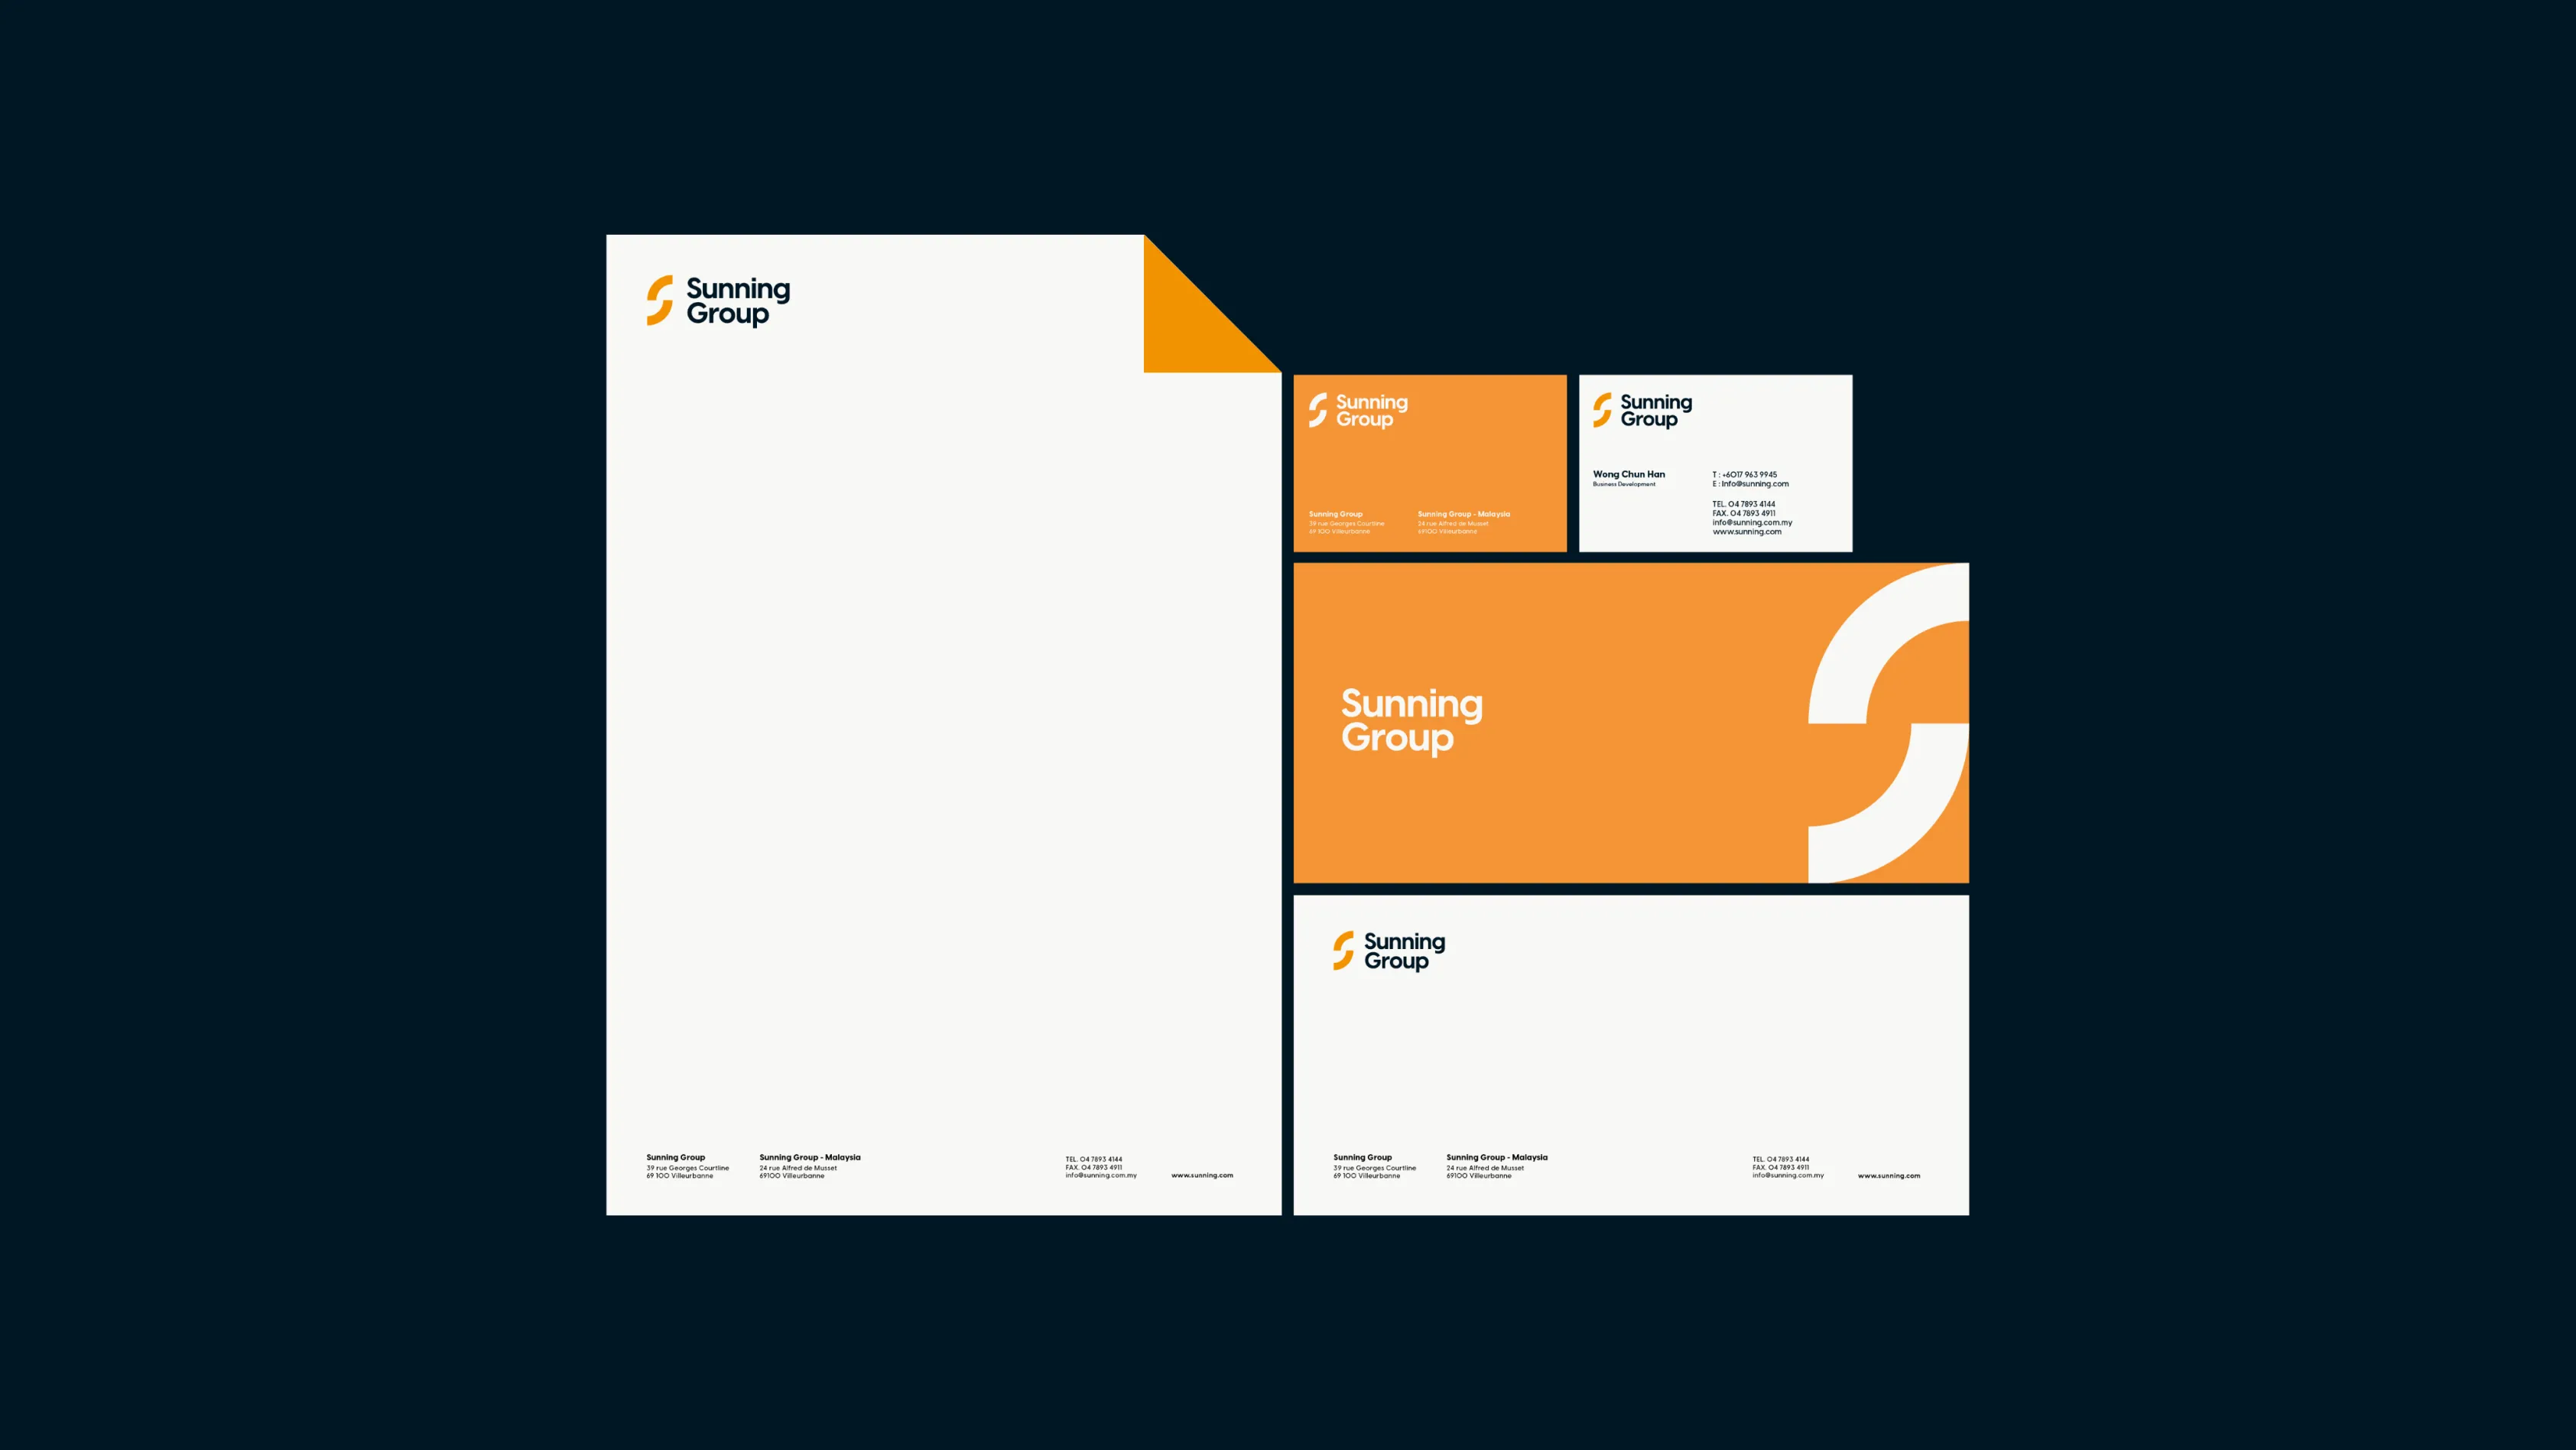 Sunning
Group
Sunning Group
39 rue Georges Courtline
69 100 Villeurbanne
Sunning Group - Malaysia
24 rue Alfred de Musset
69100 Villeurbanne
TEL. 04 7893 4144
FAX. 04 7893 4911
info@sunning.com.my
www.sunning.com
Sunning
Group
Sunning Group
39 rue Georges Courtline
69 100 Villeurbanne
Sunning Group - Malaysia
24 rue Alfred de Musset
69100 Villeurbanne
Sunning
Group
Wong Chun Han
Business Development
T : +6017 963 9945
E : Info@sunning.com
TEL. 04 7893 4144
FAX. 04 7893 4911
info@sunning.com.my
www.sunning.com
Sunning
Group
Sunning
Group
Sunning Group
39 rue Georges Courtline
69 100 Villeurbanne
Sunning Group - Malaysia
24 rue Alfred de Musset
69100 Villeurbanne
TEL. 04 7893 4144
FAX. 04 7893 4911
info@sunning.com.my
www.sunning.com